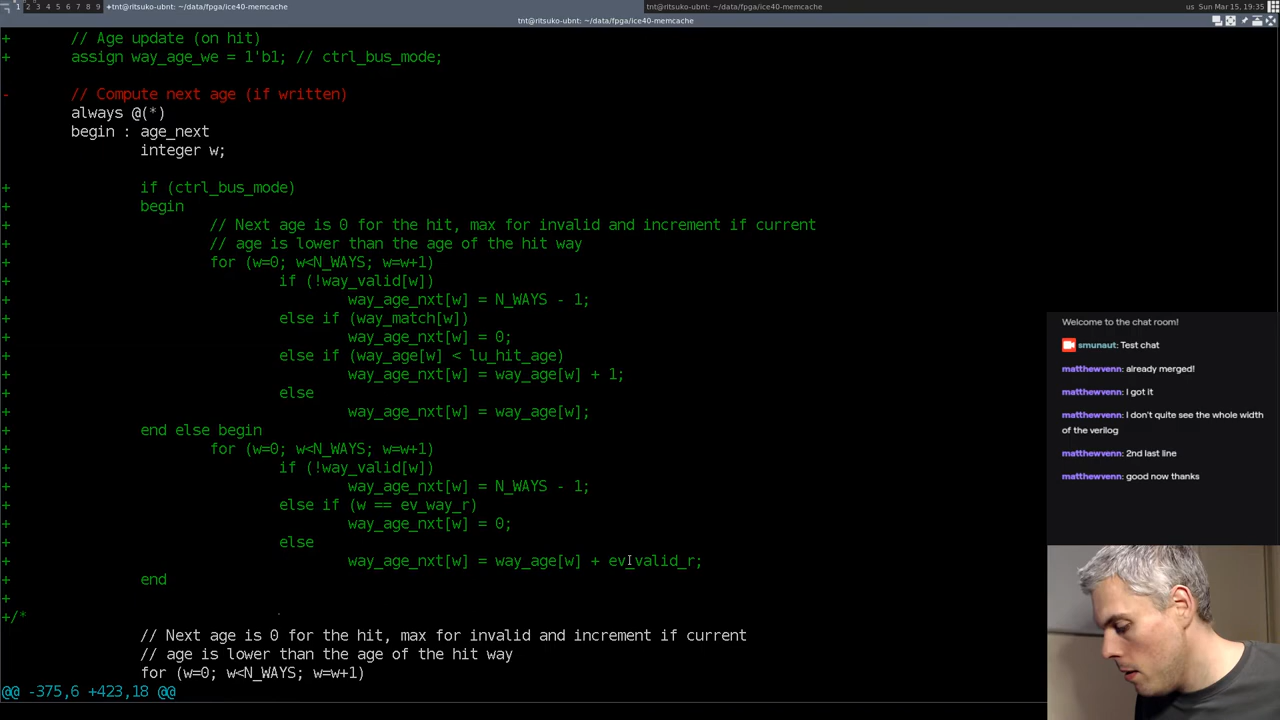 1 2 3 4 5 6 7 8 9 tnt@ritsuko-ubnt: ~/data/fpga/ice40-memcache tnt@ritsuko-ubnt: ~/data/fpga/ice40-memcache us Sun Mar 15, 19:35
tnt@ritsuko-ubnt: ~/data/fpga/ice40-memcache
+ // Age update (on hit)
+ assign way_age_we = 1'b1; // ctrl_bus_mode;
- // Compute next age (if written)
always @(*)
begin : age_next
integer w;
+ if (ctrl_bus_mode)
+ begin
+ // Next age is 0 for the hit, max for invalid and increment if current
+ // age is lower than the age of the hit way
+ for (w=0; w<N_WAYS; w=w+1)
+ if (!way_valid[w])
+ way_age_nxt[w] = N_WAYS - 1;
+ else if (way_match[w])
+ way_age_nxt[w] = 0;
+ else if (way_age[w] < lu_hit_age)
+ way_age_nxt[w] = way_age[w] + 1;
+ else
+ way_age_nxt[w] = way_age[w];
+ end else begin
+ for (w=0; w<N_WAYS; w=w+1)
+ if (!way_valid[w])
+ way_age_nxt[w] = N_WAYS - 1;
+ else if (w == ev_way_r)
+ way_age_nxt[w] = 0;
+ else
+ way_age_nxt[w] = way_age[w] + ev_valid_r;
+ end
+
+/*
// Next age is 0 for the hit, max for invalid and increment if current
// age is lower than the age of the hit way
for (w=0; w<N_WAYS; w=w+1)
@@ -375,6 +423,18 @@
Welcome to the chat room!
smunaut: Test chat
matthewvenn: already merged!
matthewvenn: I got it
matthewvenn: I don't quite see the whole width
of the verilog
matthewvenn: 2nd last line
matthewvenn: good now thanks